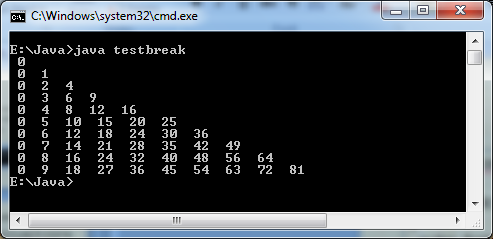 C:\Windows\system32\cmd.exe
E:\Java>java testbreak
0
0 1
0 2 4
0 3 6 9
0 4 8 12 16
0 5 10 15 20 25
0 6 12 18 24 30 36
0 7 14 21 28 35 42 49
0 8 16 24 32 40 48 56 64
0 9 18 27 36 45 54 63 72 81
E:\Java>